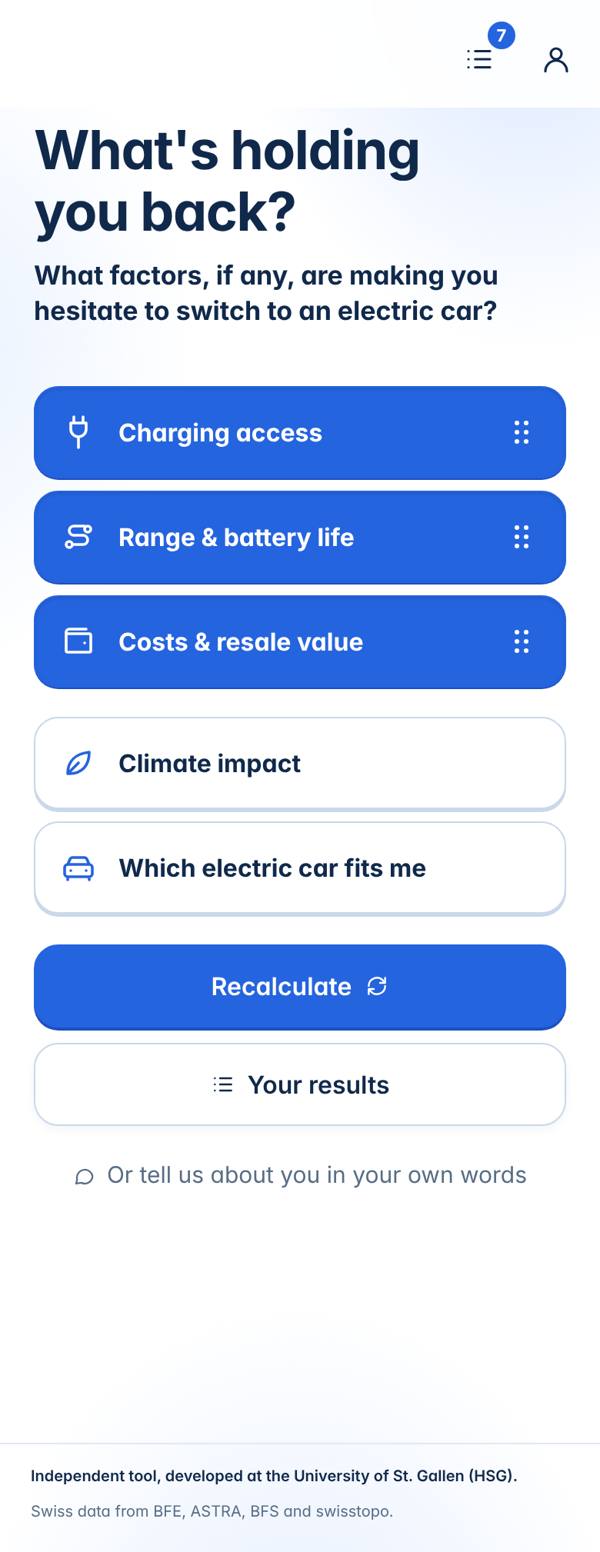 7
What's holding
you back?
What factors, if any, are making you
hesitate to switch to an electric car?
Charging access
Range & battery life
Costs & resale value
Climate impact
Which electric car fits me
Recalculate
Your results
Or tell us about you in your own words
Independent tool, developed at the University of St. Gallen (HSG).
Swiss data from BFE, ASTRA, BFS and swisstopo.